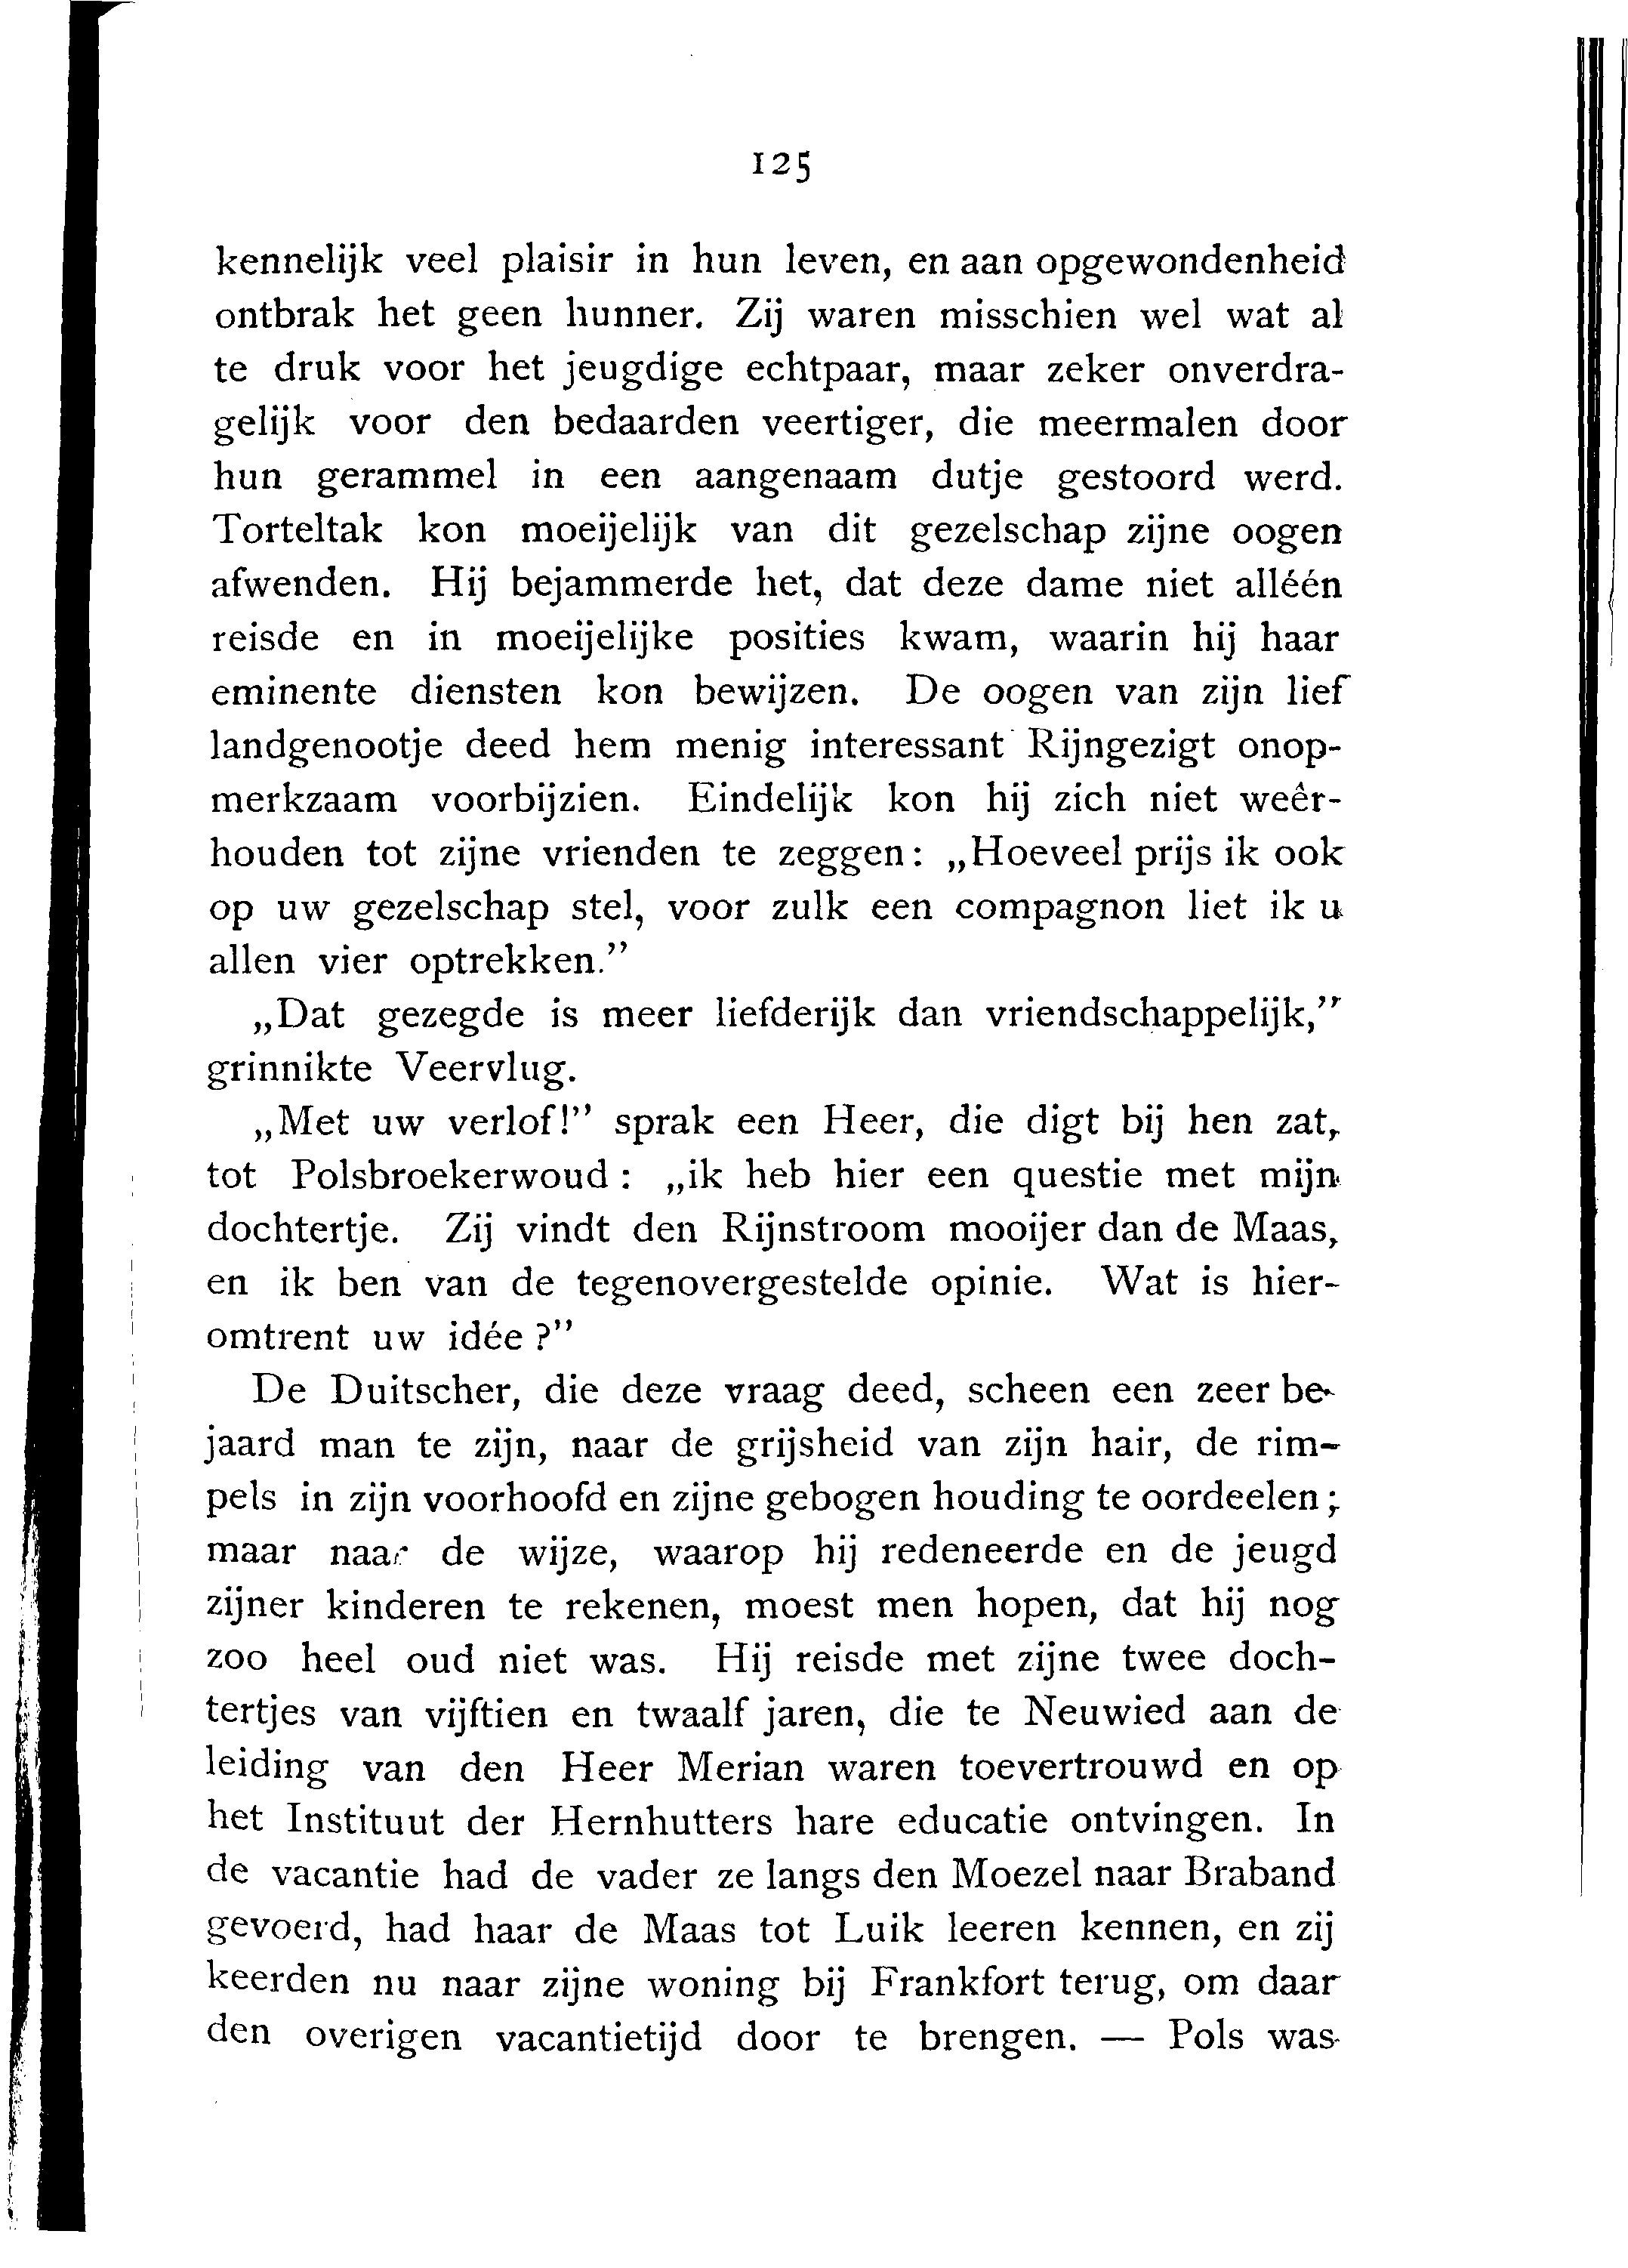 125
kennelijk veel plaisir in hun leven, en aan opgewondenheid
ontbrak het geen hunner. Zij waren misschien wel wat al
te druk voor het jeugdige echtpaar, maar zeker onverdra-
gelijk voor den bedaarden veertiger, die meermalen door
hun gerammel in een aangenaam dutje gestoord werd.
Torteltak kon moeijelijk van dit gezelschap zijne oogen
afwenden. Hij bejammerde het, dat deze dame niet alléén
reisde en in moeijelijke posities kwam, waarin hij haar
eminente diensten kon bewijzen. De oogen van zijn lief
landgenootje deed hem menig interessant Rijngezigt onop-
merkzaam voorbijzien. Eindelijk kon hij zich niet weêr-
houden tot zijne vrienden te zeggen: „Hoeveel prijs ik ook
op uw gezelschap stel, voor zulk een compagnon liet ik u
allen vier optrekken.”
„Dat gezegde is meer liefderijk dan vriendschappelijk,”
grinnikte Veervlug.
„Met uw verlof!” sprak een Heer, die digt bij hen zat,
tot Polsbroekerwoud: „ik heb hier een questie met mijn
dochtertje. Zij vindt den Rijnstroom mooijer dan de Maas,
en ik ben van de tegenovergestelde opinie. Wat is hier-
omtrent uw idée?”
De Duitscher, die deze vraag deed, scheen een zeer be-
jaard man te zijn, naar de grijsheid van zijn hair, de rim-
pels in zijn voorhoofd en zijne gebogen houding te oordeelen;
maar naar de wijze, waarop hij redeneerde en de jeugd
zijner kinderen te rekenen, moest men hopen, dat hij nog
zoo heel oud niet was. Hij reisde met zijne twee doch-
tertjes van vijftien en twaalf jaren, die te Neuwied aan de
leiding van den Heer Merian waren toevertrouwd en op
het Instituut der Hernhutters hare educatie ontvingen. In
de vacantie had de vader ze langs den Moezel naar Braband
gevoerd, had haar de Maas tot Luik leeren kennen, en zij
keerden nu naar zijne woning bij Frankfort terug, om daar
den overigen vacantietijd door te brengen. — Pols was